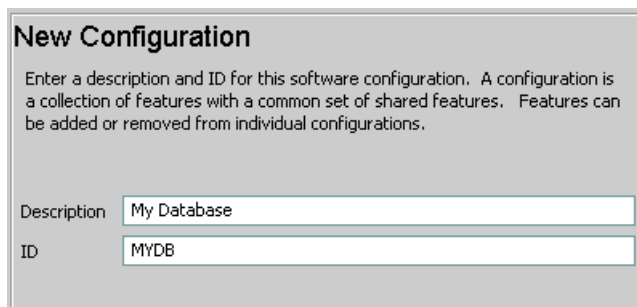 New Configuration
Enter a description and ID for this software configuration. A configuration is
a collection of features with a common set of shared features. Features can
be added or removed from individual configurations.
Description My Database
ID MYDB